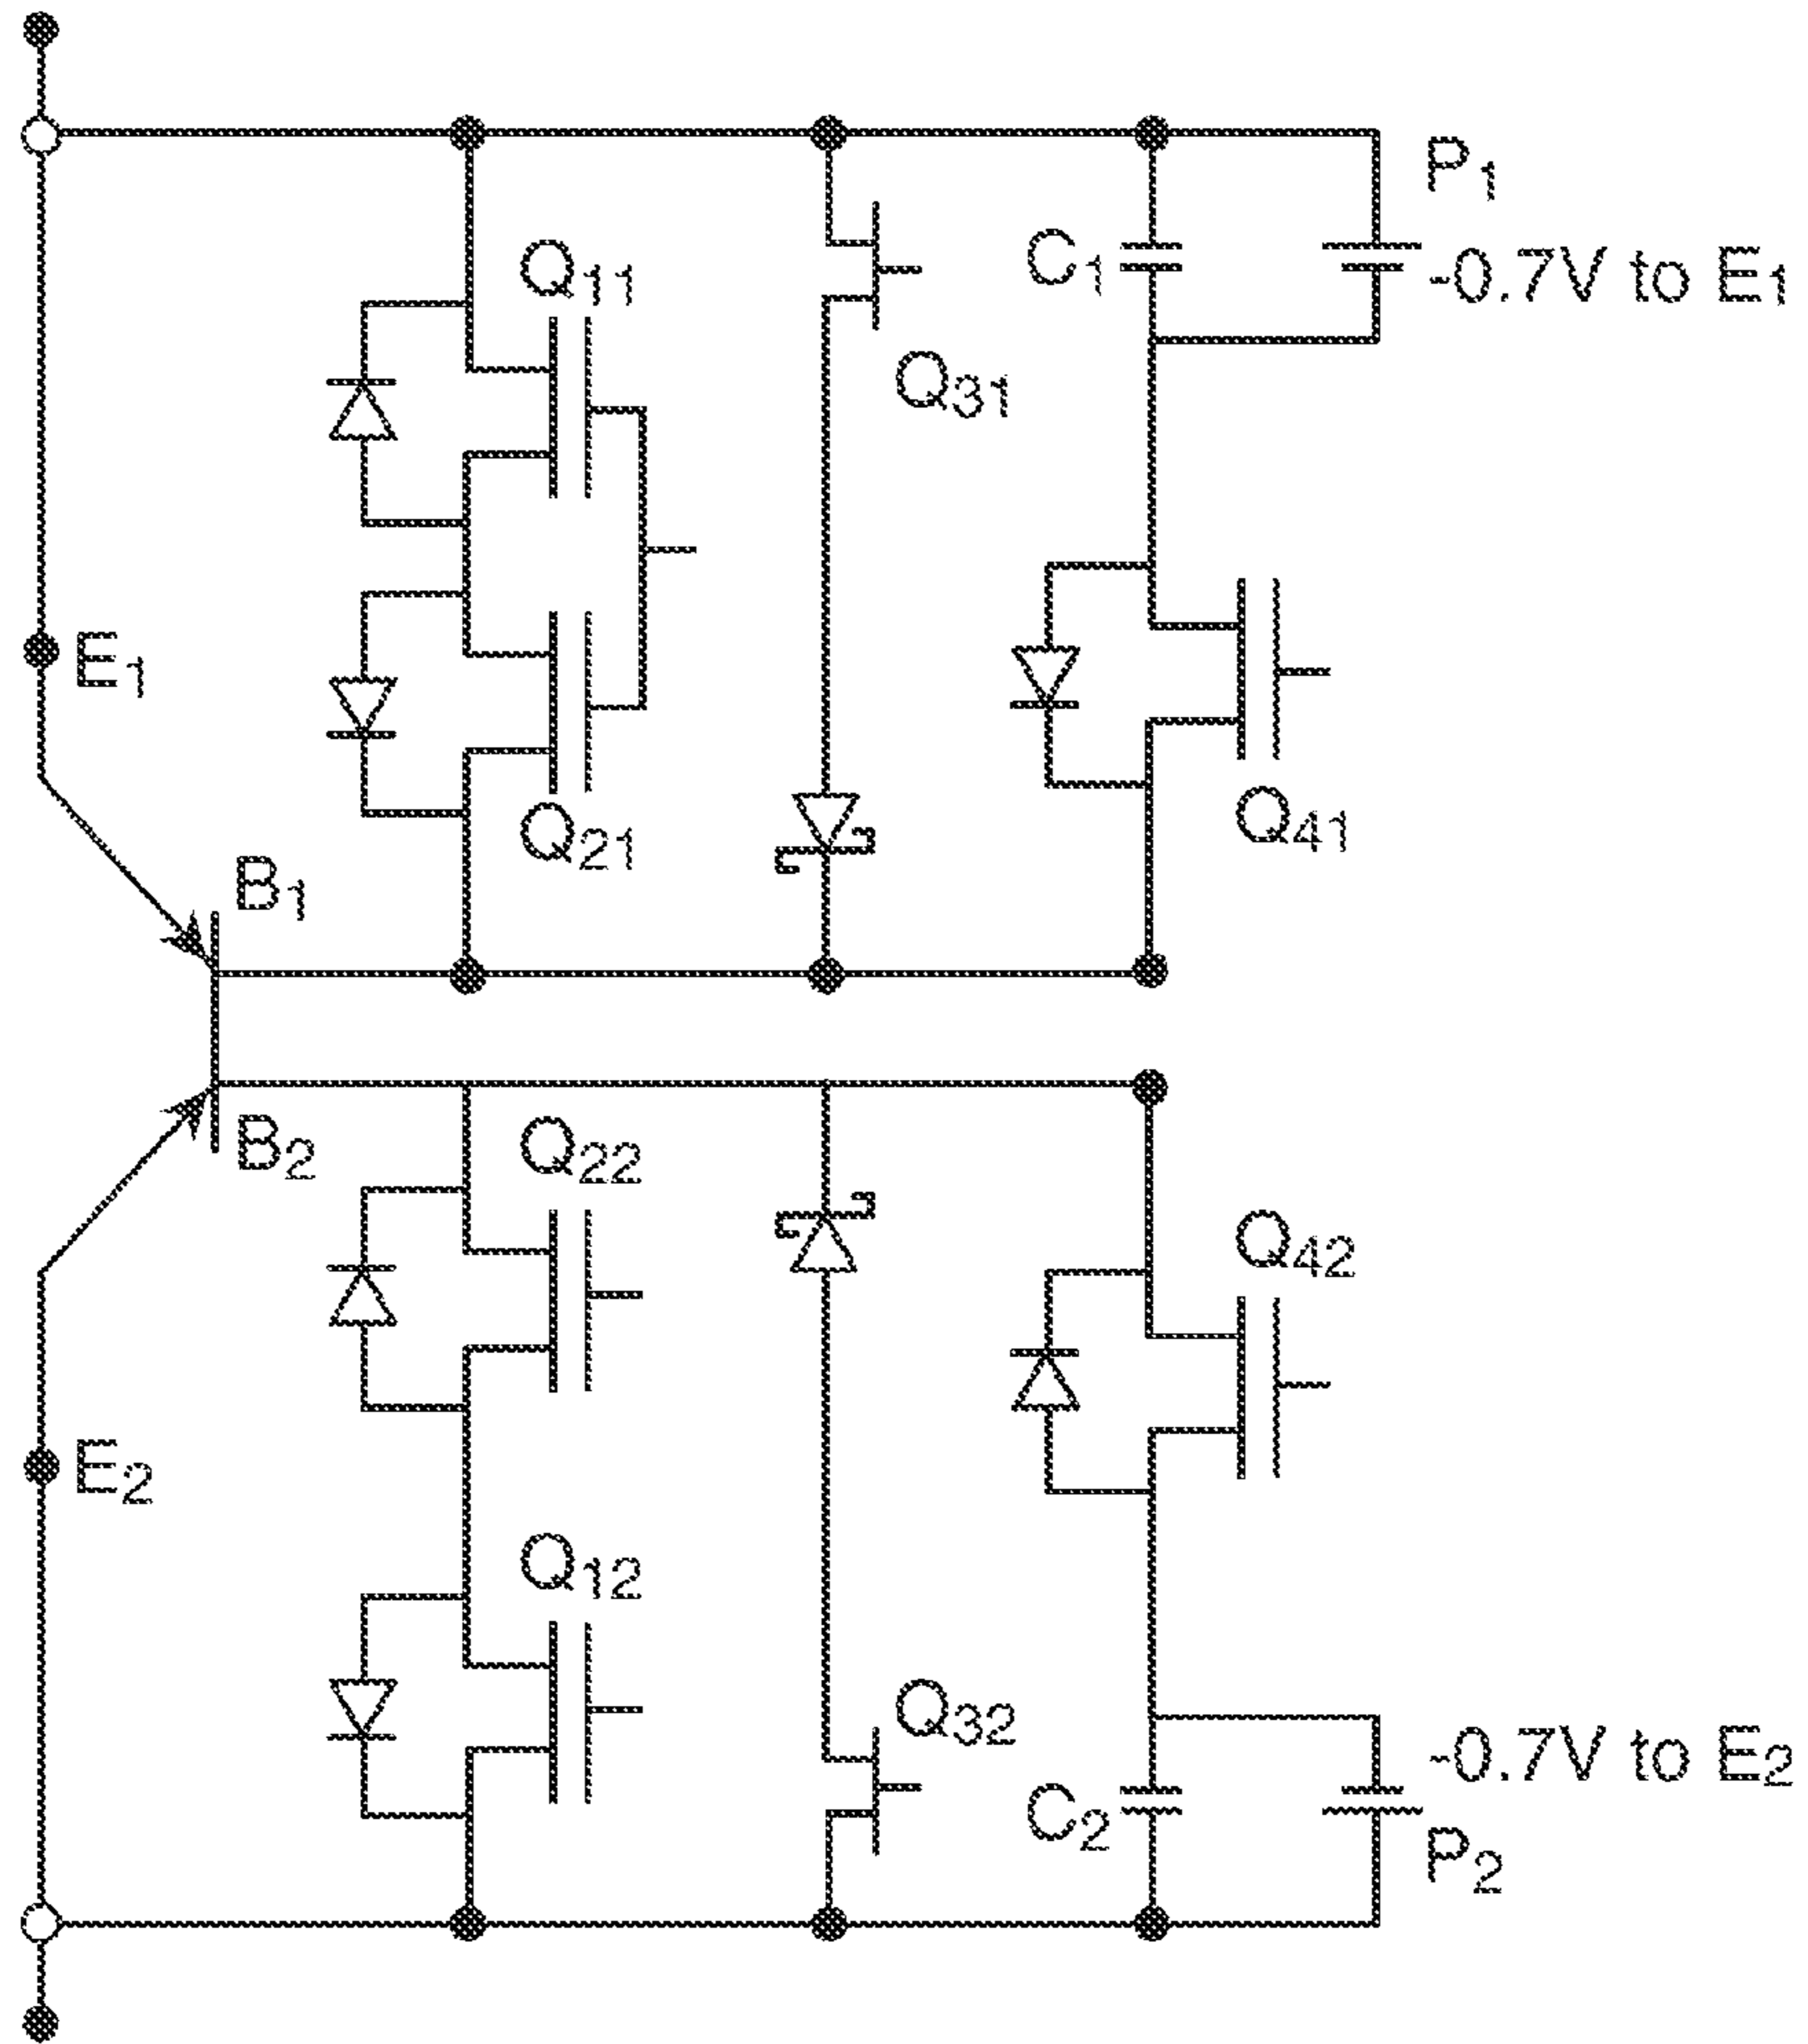 P1
Q11
C1
-0.7V to E1
Q31
E1
Q21
Q41
B1
B2
Q22
Q42
E2
Q12
Q32
-0.7V to E2
C2
P2